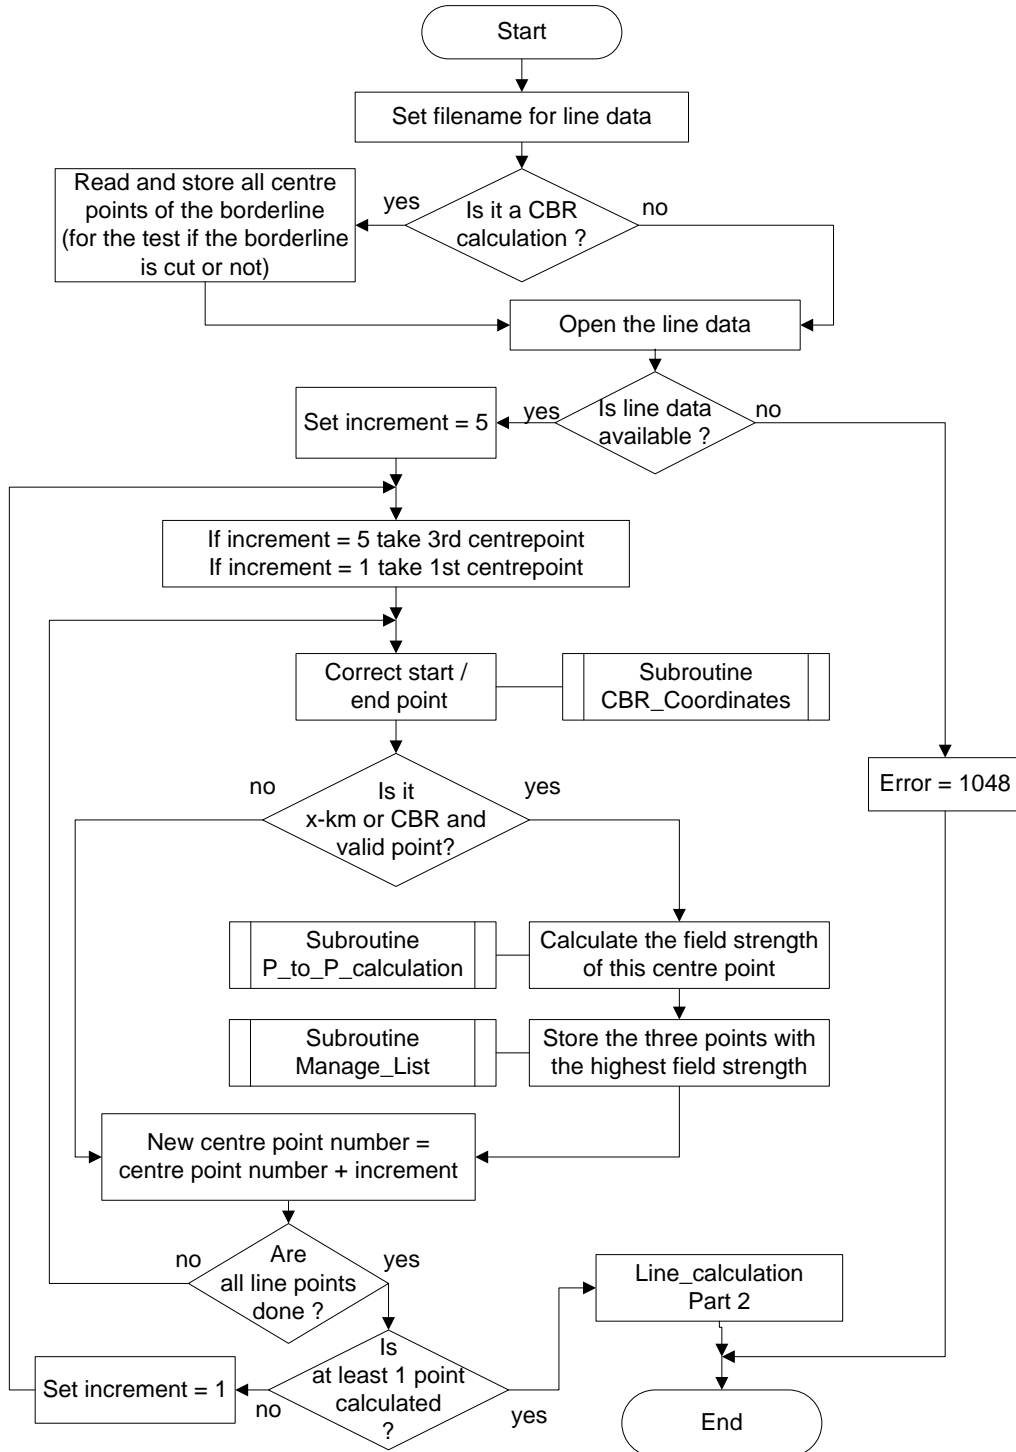 Start
Set filename for line data
Read and store all centre
points of the borderline
(for the test if the borderline
is cut or not)
yes
Is it a CBR
calculation ?
no
Open the line data
Set increment = 5
yes
Is line data
available ?
no
If increment = 5 take 3rd centrepoint
If increment = 1 take 1st centrepoint
Correct start /
end point
Subroutine
CBR_Coordinates
no
Is it
x-km or CBR and
valid point?
yes
Error = 1048
Subroutine
P_to_P_calculation
Calculate the field strength
of this centre point
Subroutine
Manage_List
Store the three points with
the highest field strength
New centre point number =
centre point number + increment
no
Are
all line points
done ?
yes
Line_calculation
Part 2
Set increment = 1
no
Is
at least 1 point
calculated
?
yes
End